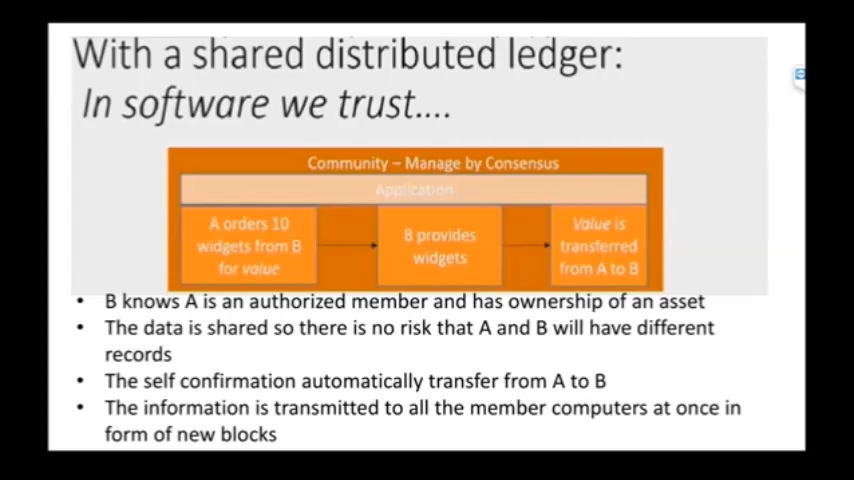 With a shared distributed ledger:
In software we trust....
Community – Manage by Consensus
Application
A orders 10
widgets from B
for value
B provides
widgets
Value is
transferred
from A to B
• B knows A is an authorized member and has ownership of an asset
• The data is shared so there is no risk that A and B will have different
records
• The self confirmation automatically transfer from A to B
• The information is transmitted to all the member computers at once in
form of new blocks